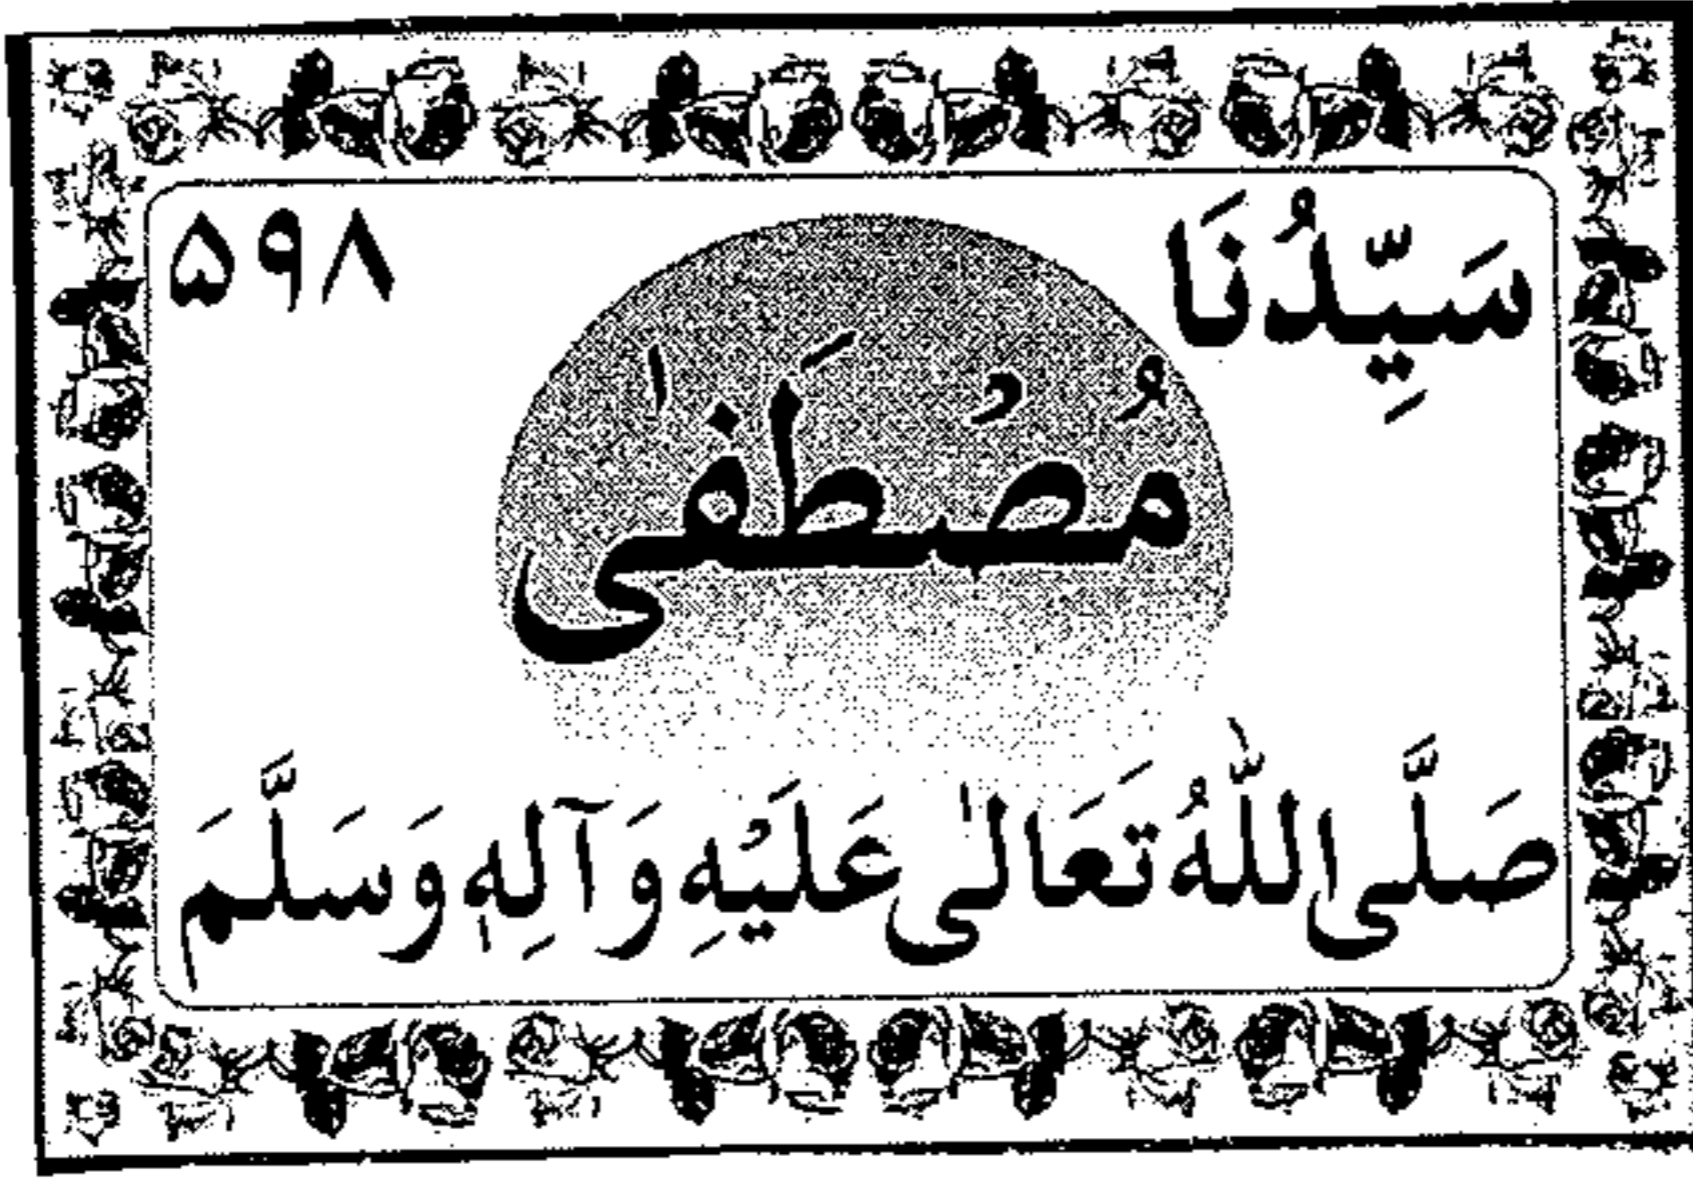 سَيِّدُنَا ۵۹۸
مُصْطَفٰى
صَلَّى اللّٰهُ تَعَالٰى عَلَيْهِ وَآلِهٖ وَسَلَّمَ